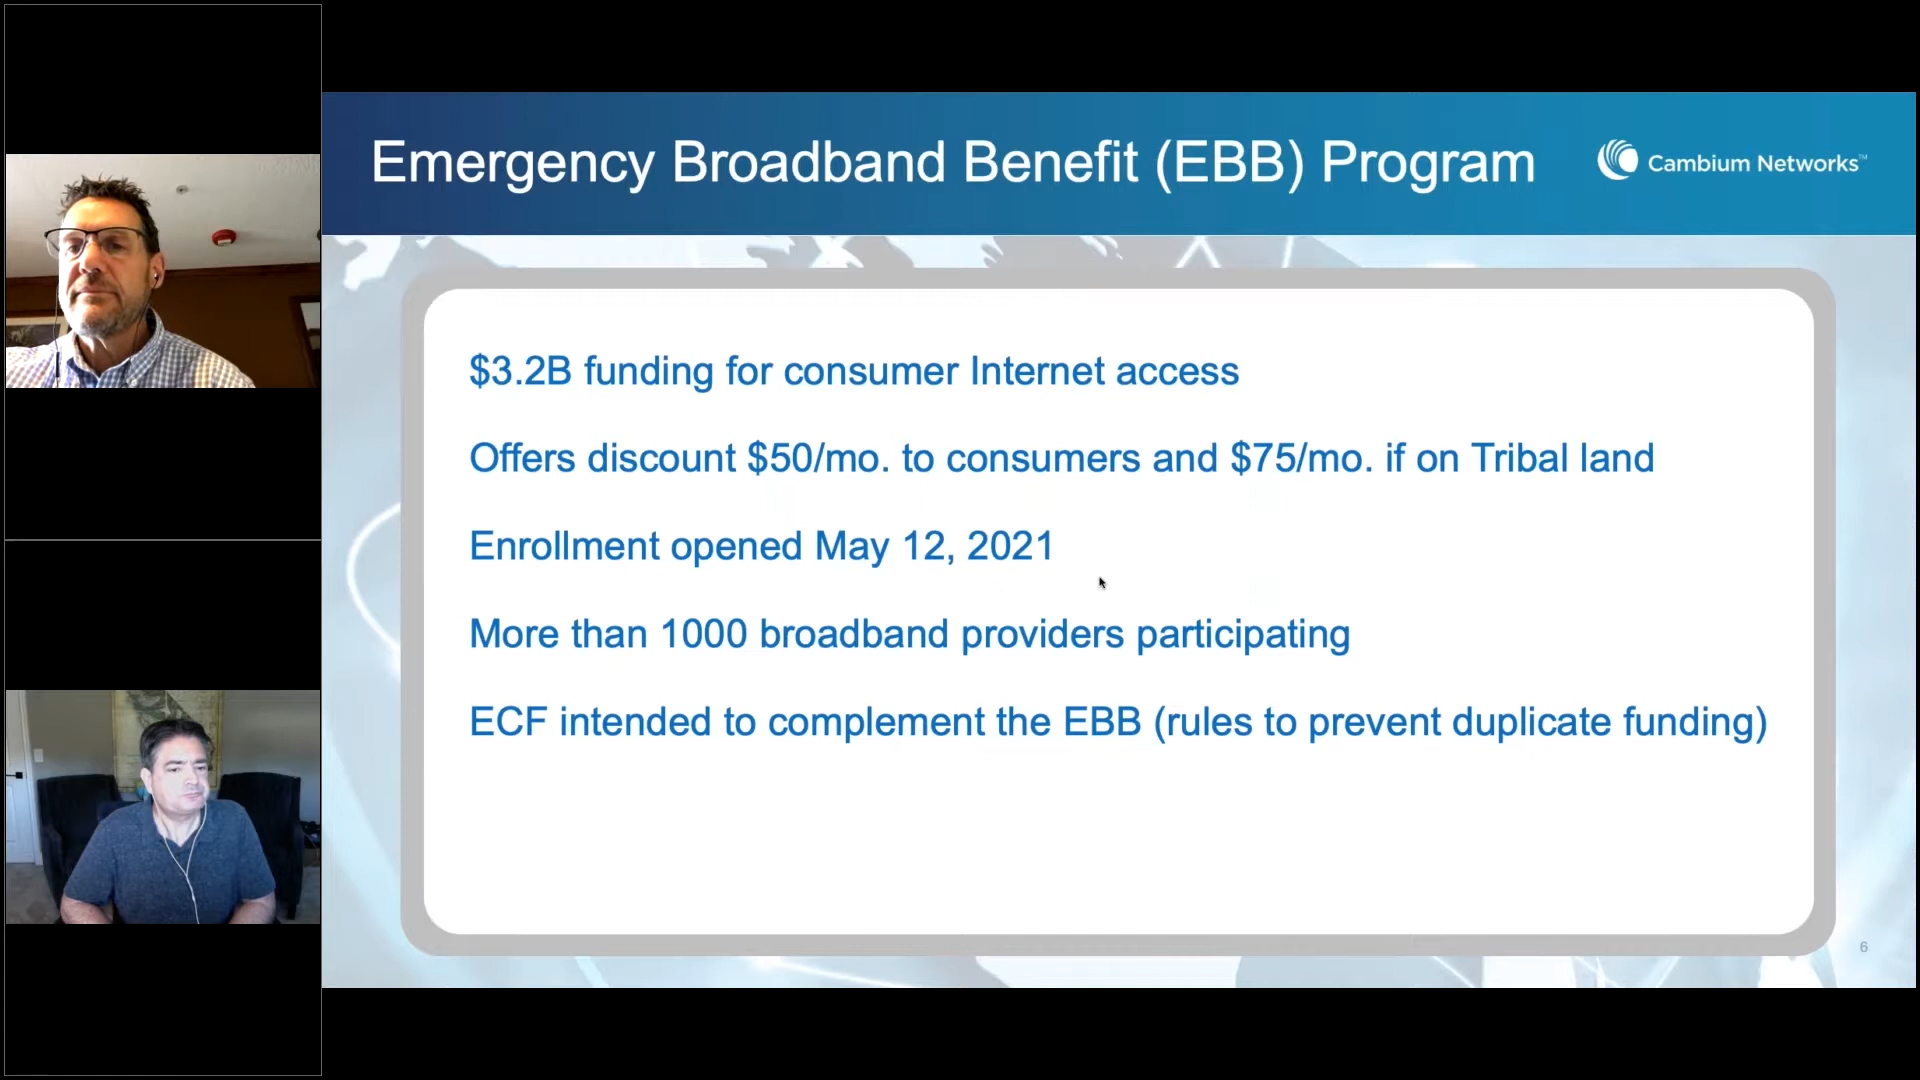 Emergency Broadband Benefit (EBB) Program
Cambium Networks™
$3.2B funding for consumer Internet access
Offers discount $50/mo. to consumers and $75/mo. if on Tribal land
Enrollment opened May 12, 2021
More than 1000 broadband providers participating
ECF intended to complement the EBB (rules to prevent duplicate funding)
6